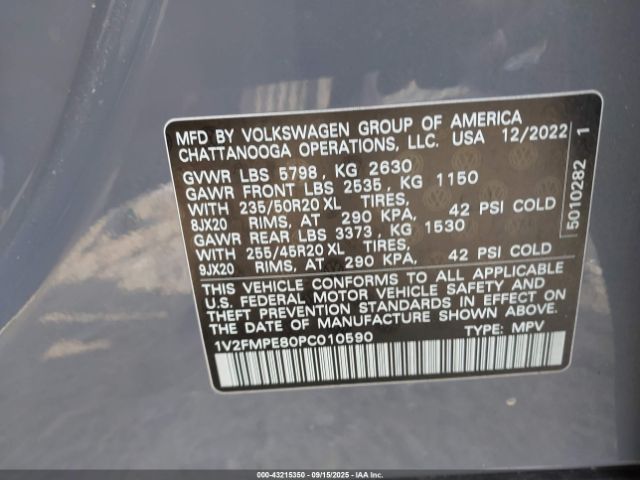 MFD BY VOLKSWAGEN GROUP OF AMERICA
CHATTANOOGA OPERATIONS, LLC. USA 12/2022
GVWR LBS 5798, KG 2630
GAWR FRONT LBS 2535, KG 1150
WITH 235/50R20 XL TIRES,
8JX20 RIMS, AT 290 KPA, 42 PSI COLD
GAWR REAR LBS 3373, KG 1530
WITH 255/45R20 XL TIRES,
9JX20 RIMS, AT 290 KPA, 42 PSI COLD
THIS VEHICLE CONFORMS TO ALL APPLICABLE
U.S. FEDERAL MOTOR VEHICLE SAFETY AND
THEFT PREVENTION STANDARDS IN EFFECT ON
THE DATE OF MANUFACTURE SHOWN ABOVE.
1V2FMPE80PC010590 TYPE: MPV
5010282 1
000-43215350 - 09/15/2025 - COPYRIGHT IAA, LLC.